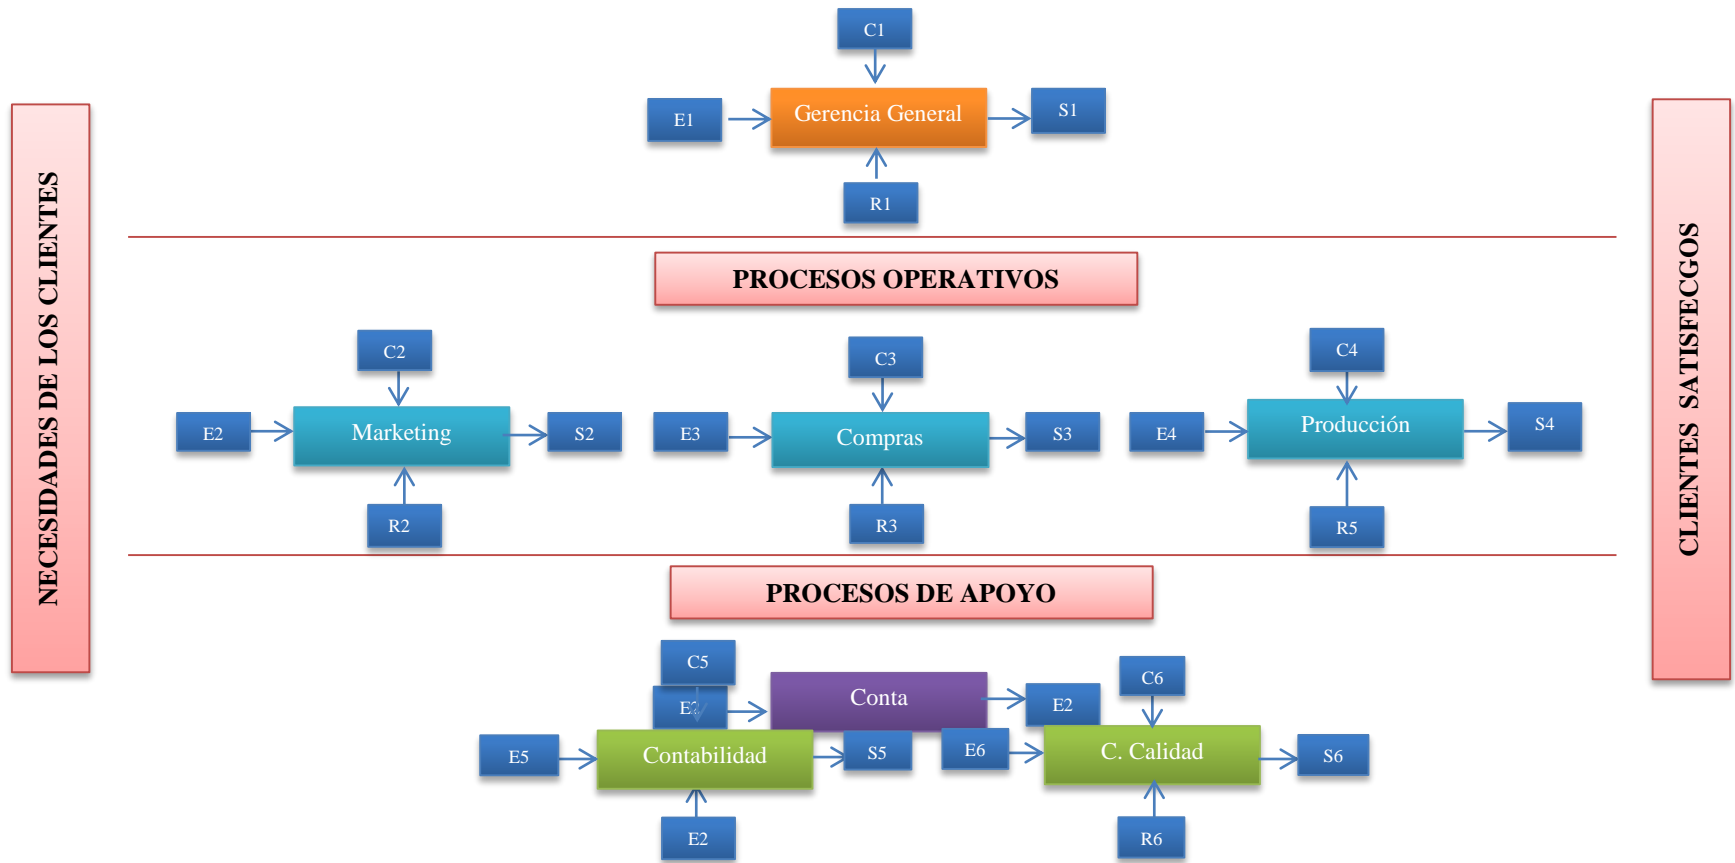 C1
E1
Gerencia General
S1
R1
NECESIDADES DE LOS CLIENTES
CLIENTES SATISFECGOS
PROCESOS OPERATIVOS
C2
E2
Marketing
S2
R2
C3
E3
Compras
S3
R3
C4
E4
Producción
S4
R5
PROCESOS DE APOYO
C5
E2
Conta
E2
C6
E5
Contabilidad
S5
E6
C. Calidad
S6
E2
R6